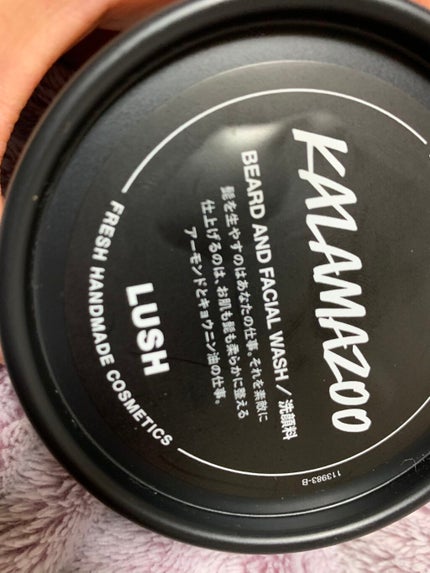 KALAMAZOO
BEARD AND FACIAL WASH / 洗顔料
髭を生やすのはあなたの仕事。それを素敵に
仕上げるのは、お肌も髭も柔らかに整える
アーモンドとキョウニン油の仕事。
LUSH
FRESH HANDMADE COSMETICS
113983-B